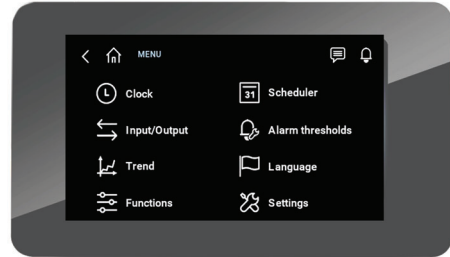 MENU
Clock
31 Scheduler
Input/Output
Alarm thresholds
Trend
Language
Functions
Settings